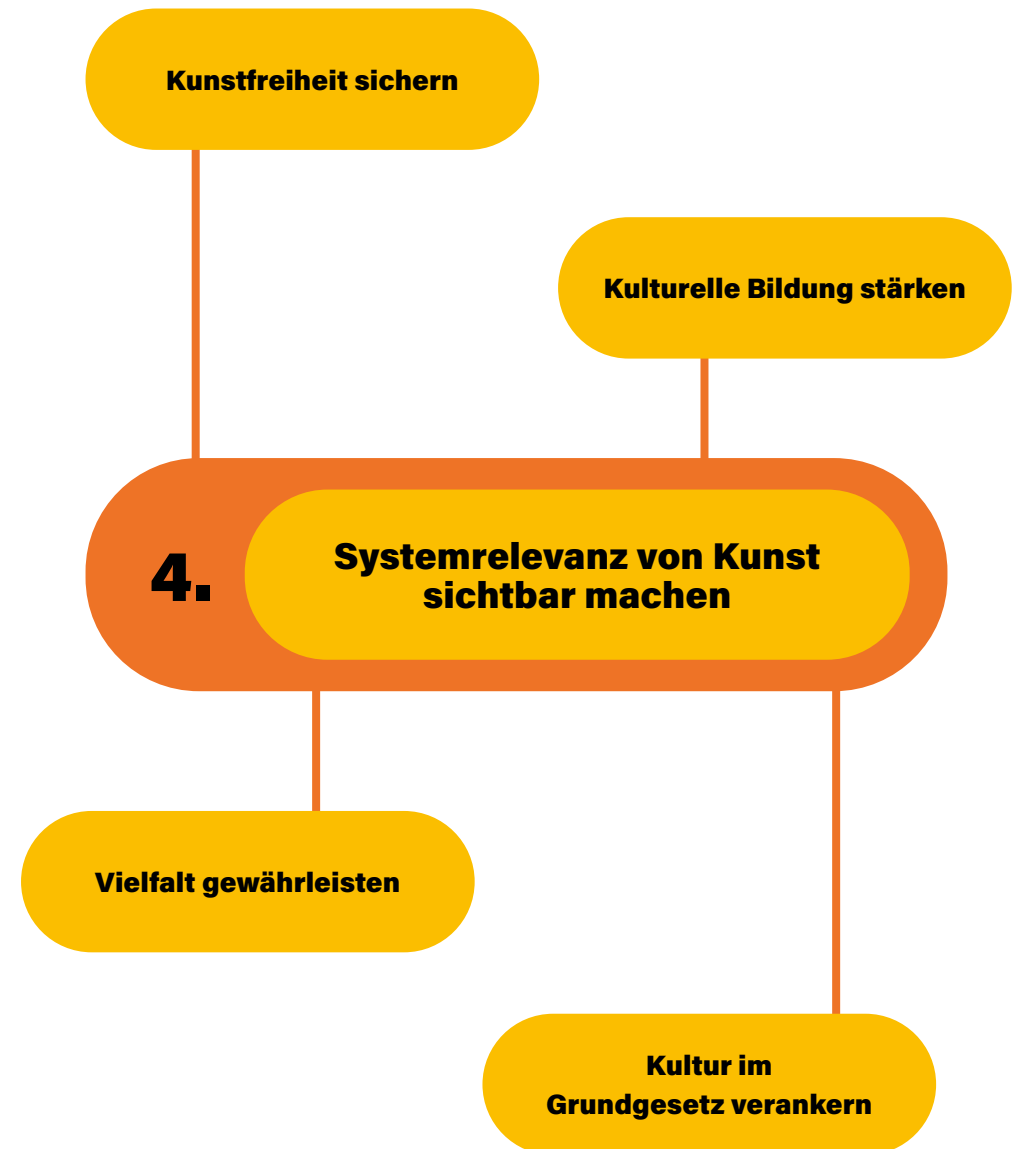 Kunstfreiheit sichern
Kulturelle Bildung stärken
4.
Systemrelevanz von Kunst
sichtbar machen
Vielfalt gewährleisten
Kultur im
Grundgesetz verankern